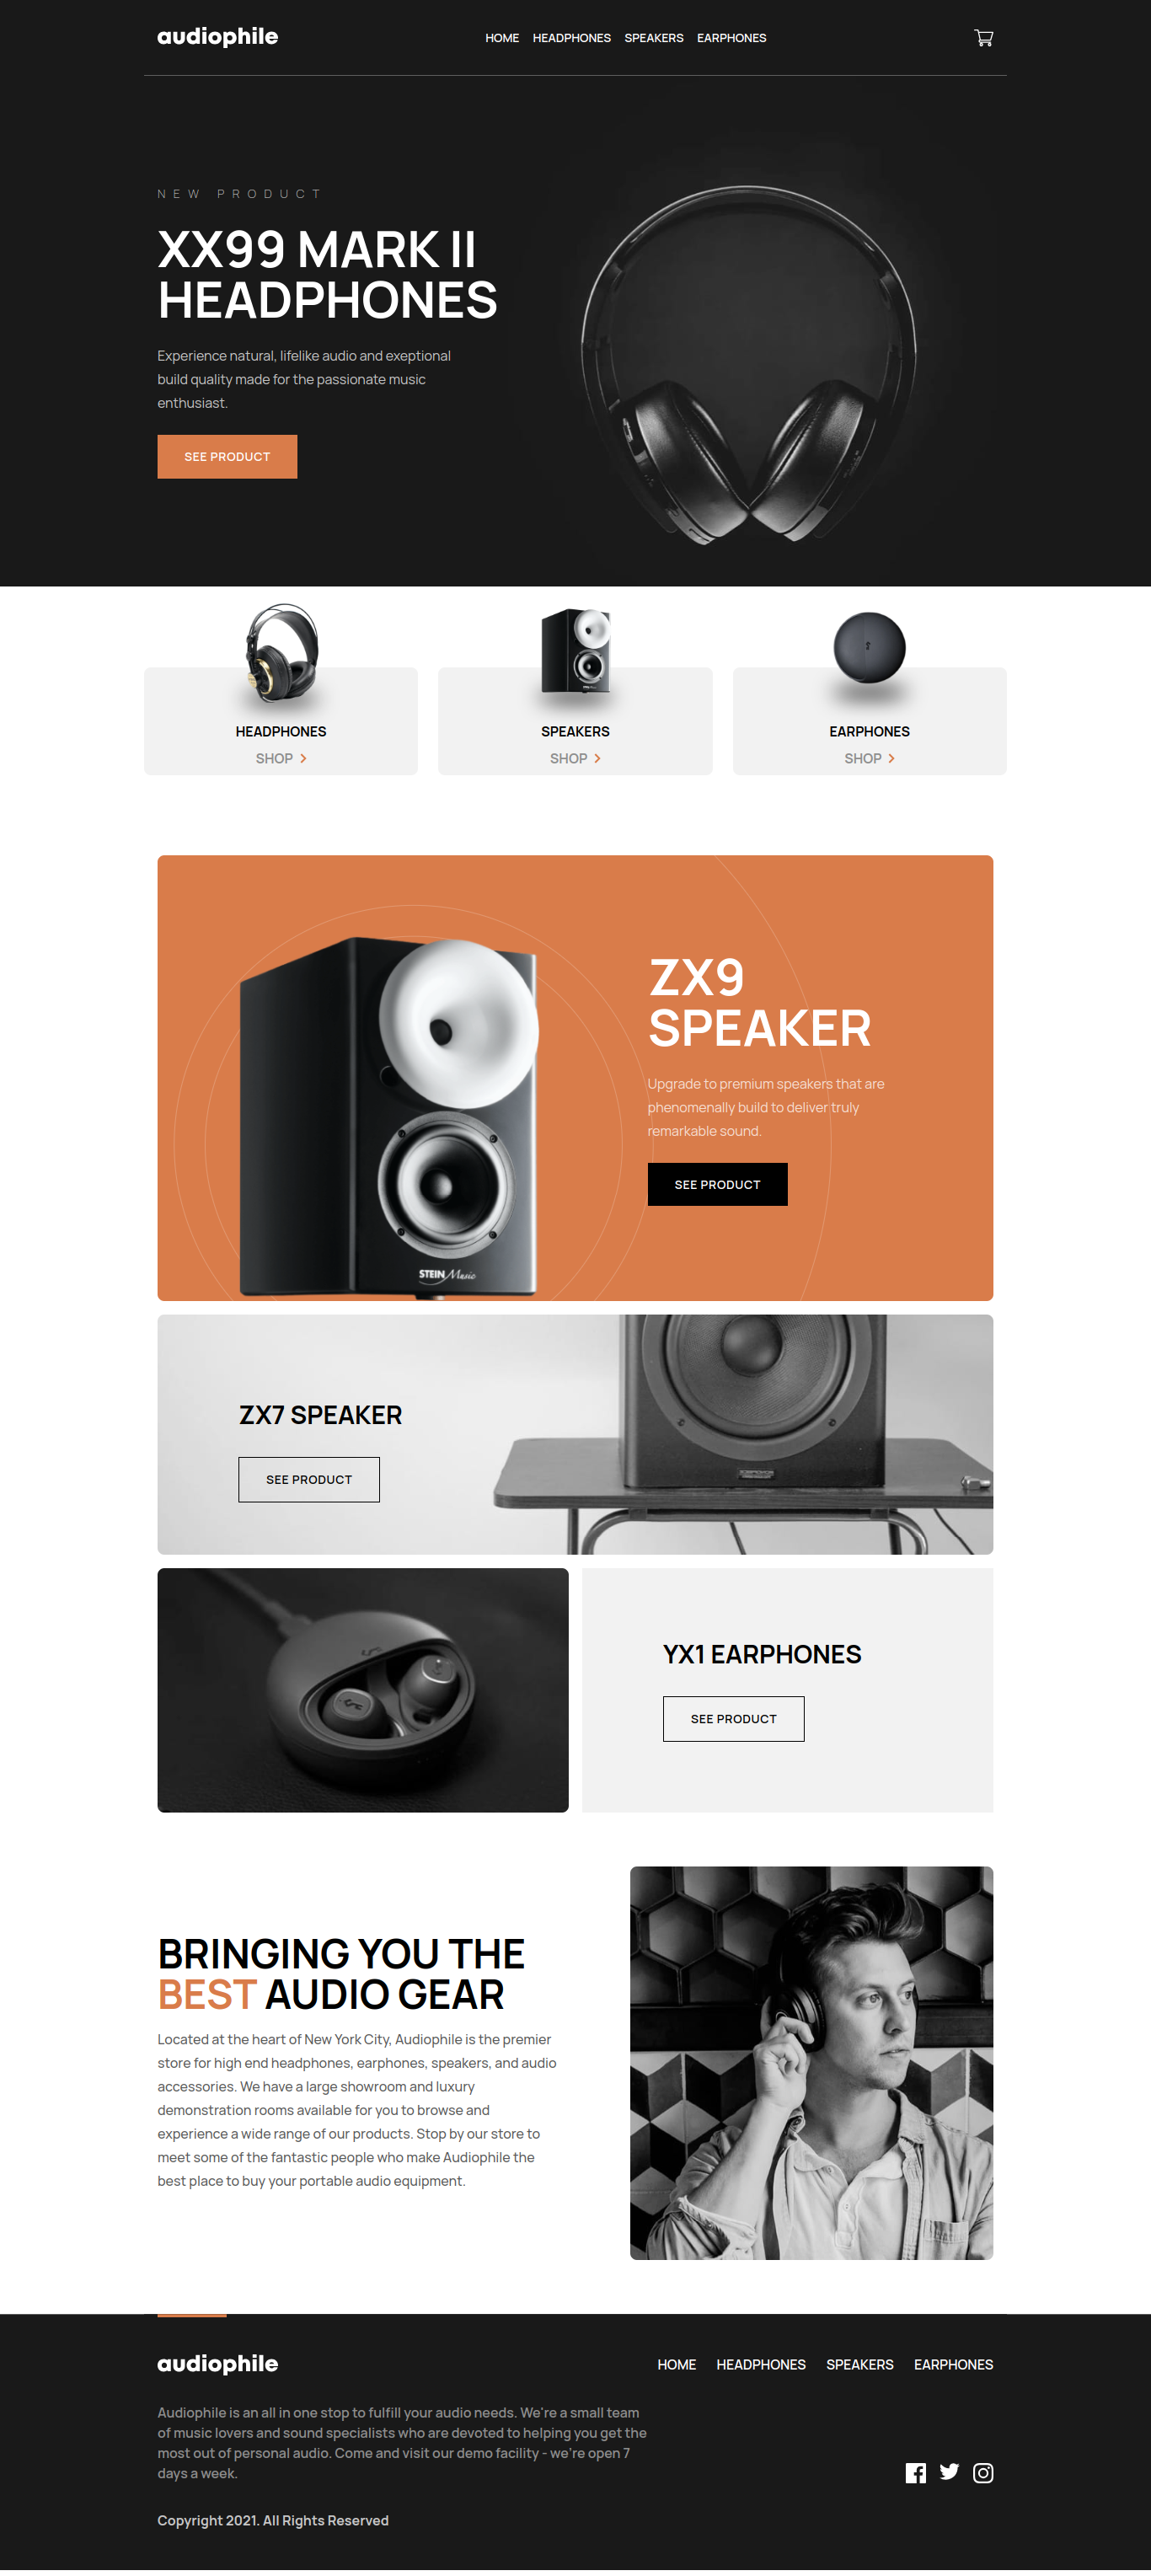 audiophile
HOME HEADPHONES SPEAKERS EARPHONES
NEW PRODUCT
XX99 MARK II
HEADPHONES
Experience natural, lifelike audio and exeptional
build quality made for the passionate music
enthusiast.
SEE PRODUCT
HEADPHONES
SHOP
SPEAKERS
SHOP
EARPHONES
SHOP
ZX9
SPEAKER
Upgrade to premium speakers that are
phenomenally build to deliver truly
remarkable sound.
SEE PRODUCT
STEIN Music
ZX7 SPEAKER
SEE PRODUCT
YX1 EARPHONES
SEE PRODUCT
BRINGING YOU THE
BEST AUDIO GEAR
Located at the heart of New York City, Audiophile is the premier
store for high end headphones, earphones, speakers, and audio
accessories. We have a large showroom and luxury
demonstration rooms available for you to browse and
experience a wide range of our products. Stop by our store to
meet some of the fantastic people who make Audiophile the
best place to buy your portable audio equipment.
audiophile
HOME HEADPHONES SPEAKERS EARPHONES
Audiophile is an all in one stop to fulfill your audio needs. We're a small team
of music lovers and sound specialists who are devoted to helping you get the
most out of personal audio. Come and visit our demo facility - we're open 7
days a week.
Copyright 2021. All Rights Reserved